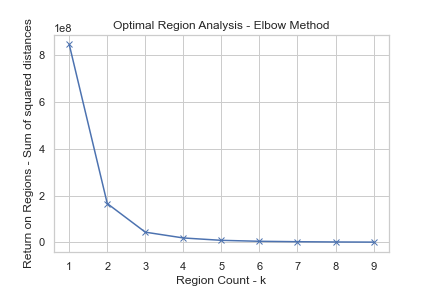 Optimal Region Analysis - Elbow Method
1e8
Return on Regions - Sum of squared distances
8
6
4
2
0
1 2 3 4 5 6 7 8 9
Region Count - k